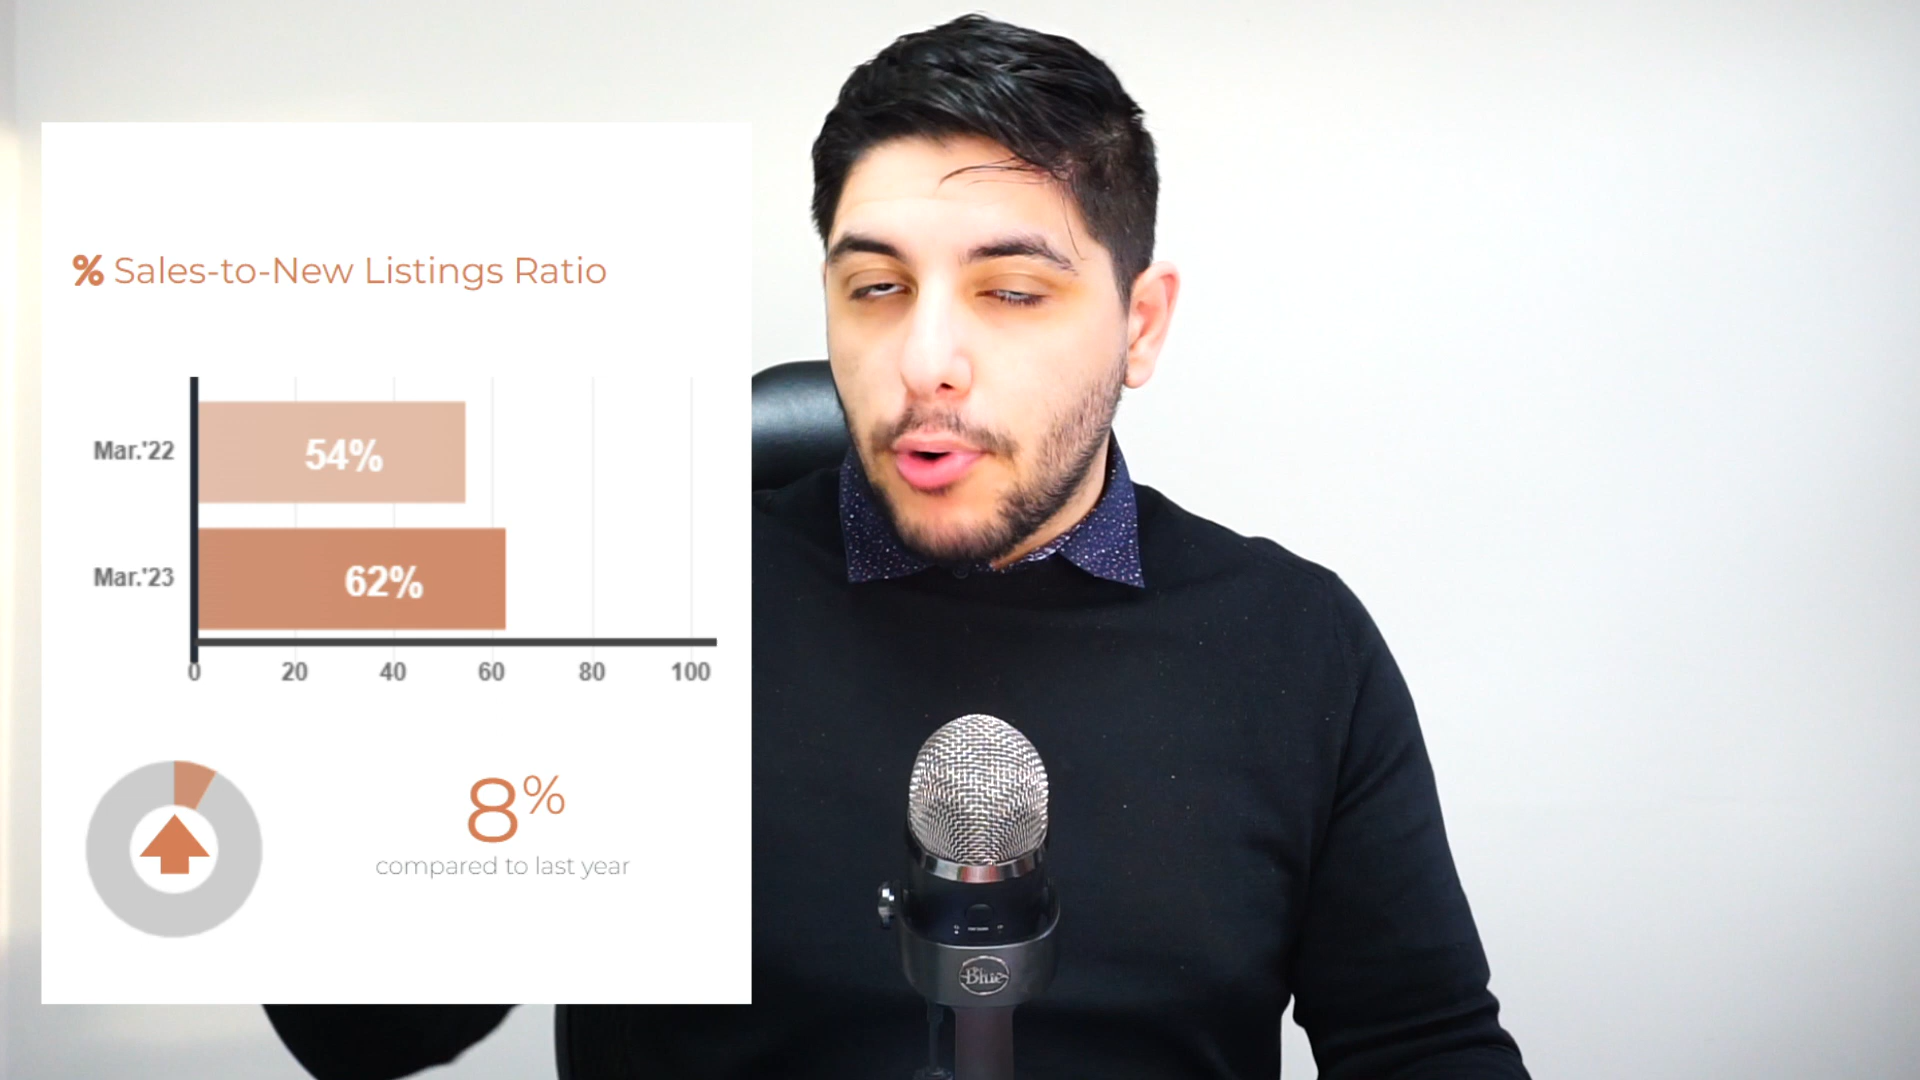 % Sales-to-New Listings Ratio
Mar.'22
54%
Mar.'23
62%
0 20 40 60 80 100
8%
compared to last year
Blue